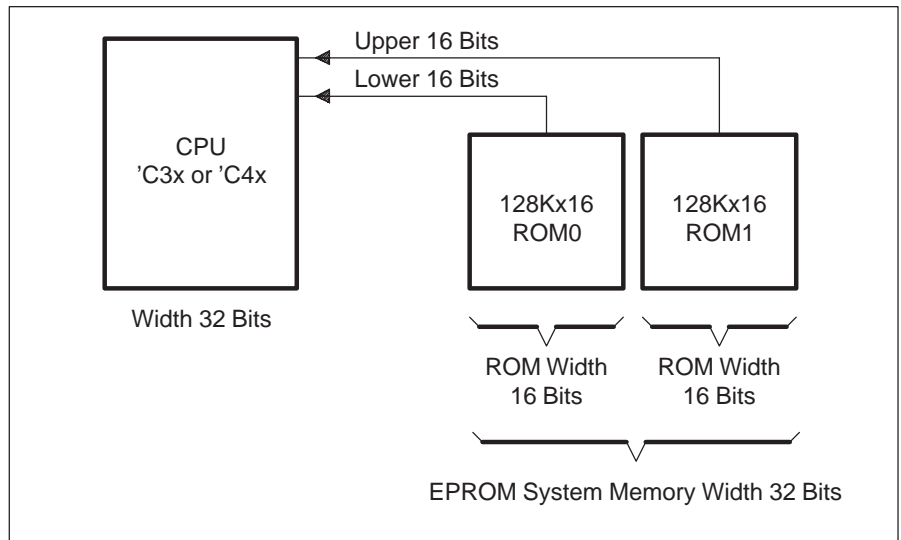 Upper 16 Bits
Lower 16 Bits
CPU
’C3x or ’C4x
Width 32 Bits
128Kx16
ROM0
128Kx16
ROM1
ROM Width
16 Bits
ROM Width
16 Bits
EPROM System Memory Width 32 Bits